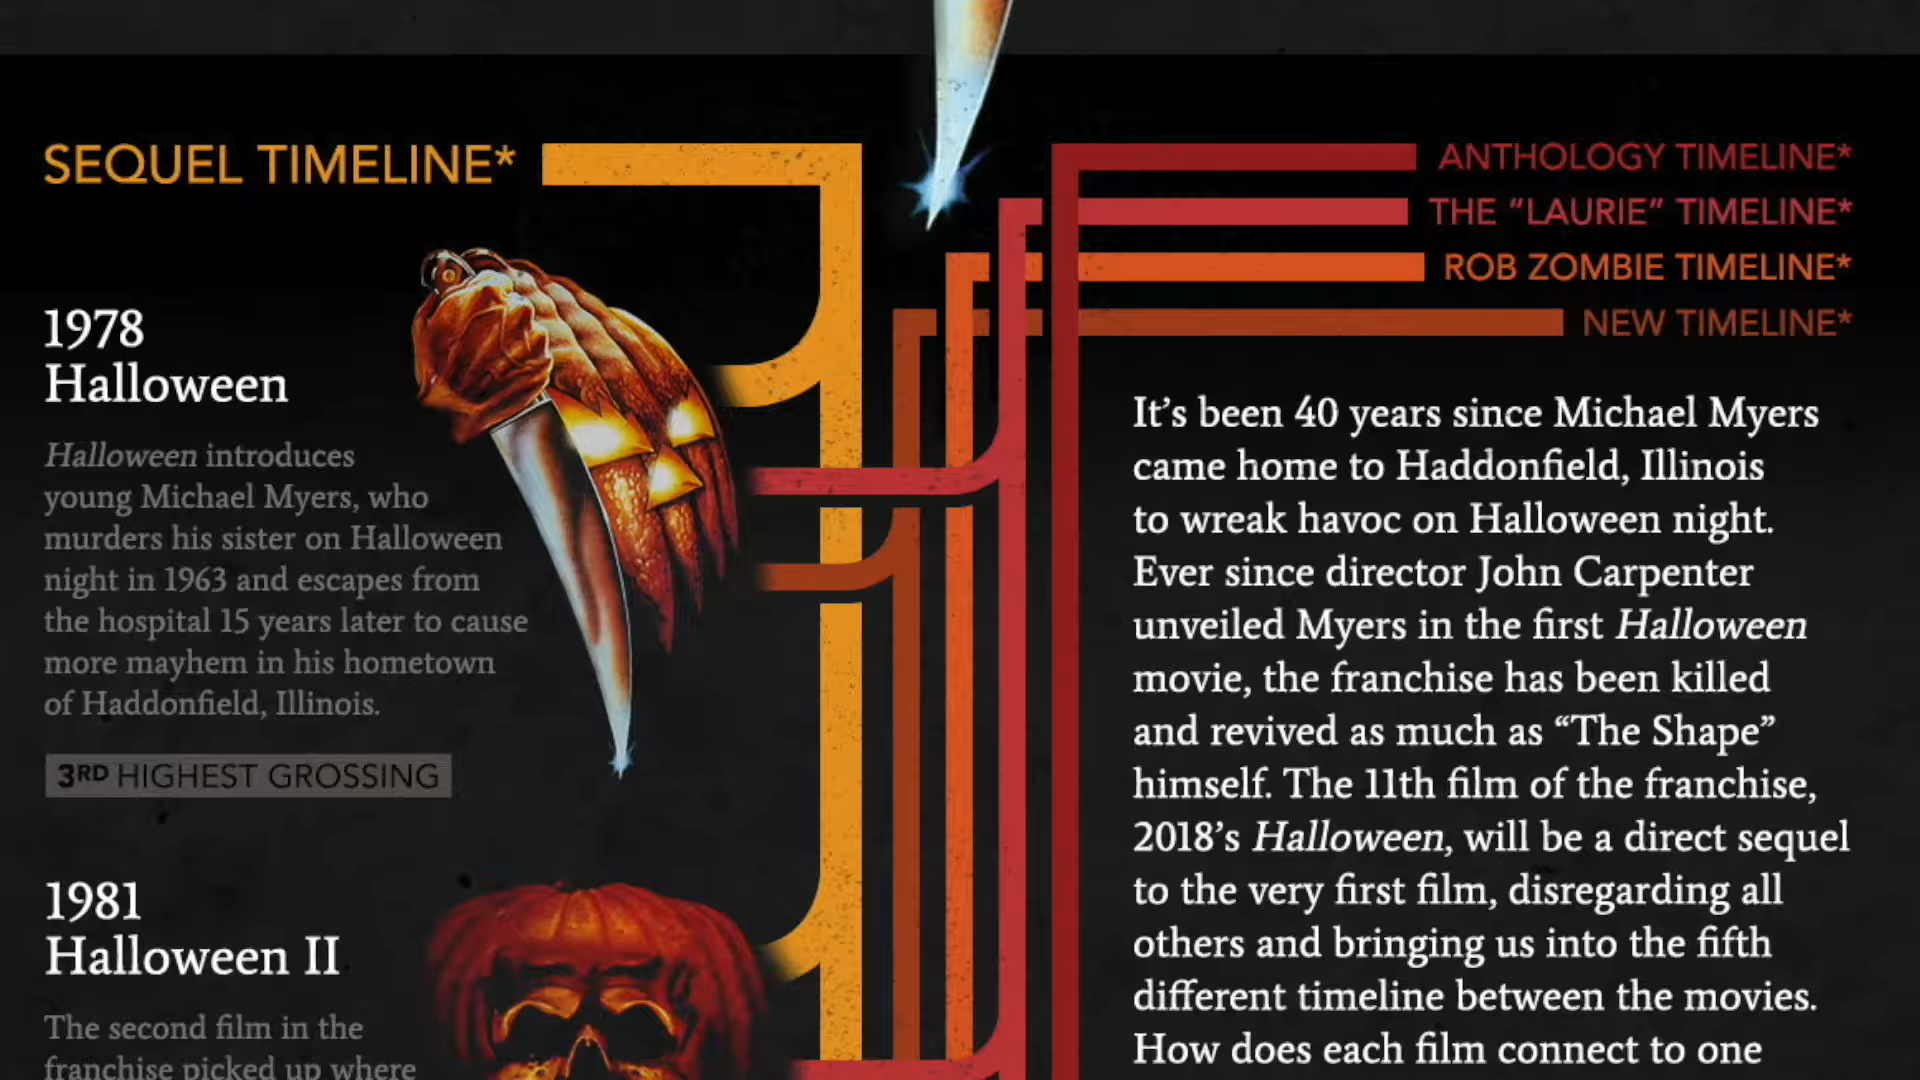 SEQUEL TIMELINE*
ANTHOLOGY TIMELINE*
THE “LAURIE” TIMELINE*
ROB ZOMBIE TIMELINE*
NEW TIMELINE*
1978
Halloween
Halloween introduces
young Michael Myers, who
murders his sister on Halloween
night in 1963 and escapes from
the hospital 15 years later to cause
more mayhem in his hometown
of Haddonfield, Illinois.
3RD HIGHEST GROSSING
1981
Halloween II
The second film in the
franchise picked up where
It’s been 40 years since Michael Myers
came home to Haddonfield, Illinois
to wreak havoc on Halloween night.
Ever since director John Carpenter
unveiled Myers in the first Halloween
movie, the franchise has been killed
and revived as much as “The Shape”
himself. The 11th film of the franchise,
2018’s Halloween, will be a direct sequel
to the very first film, disregarding all
others and bringing us into the fifth
different timeline between the movies.
How does each film connect to one